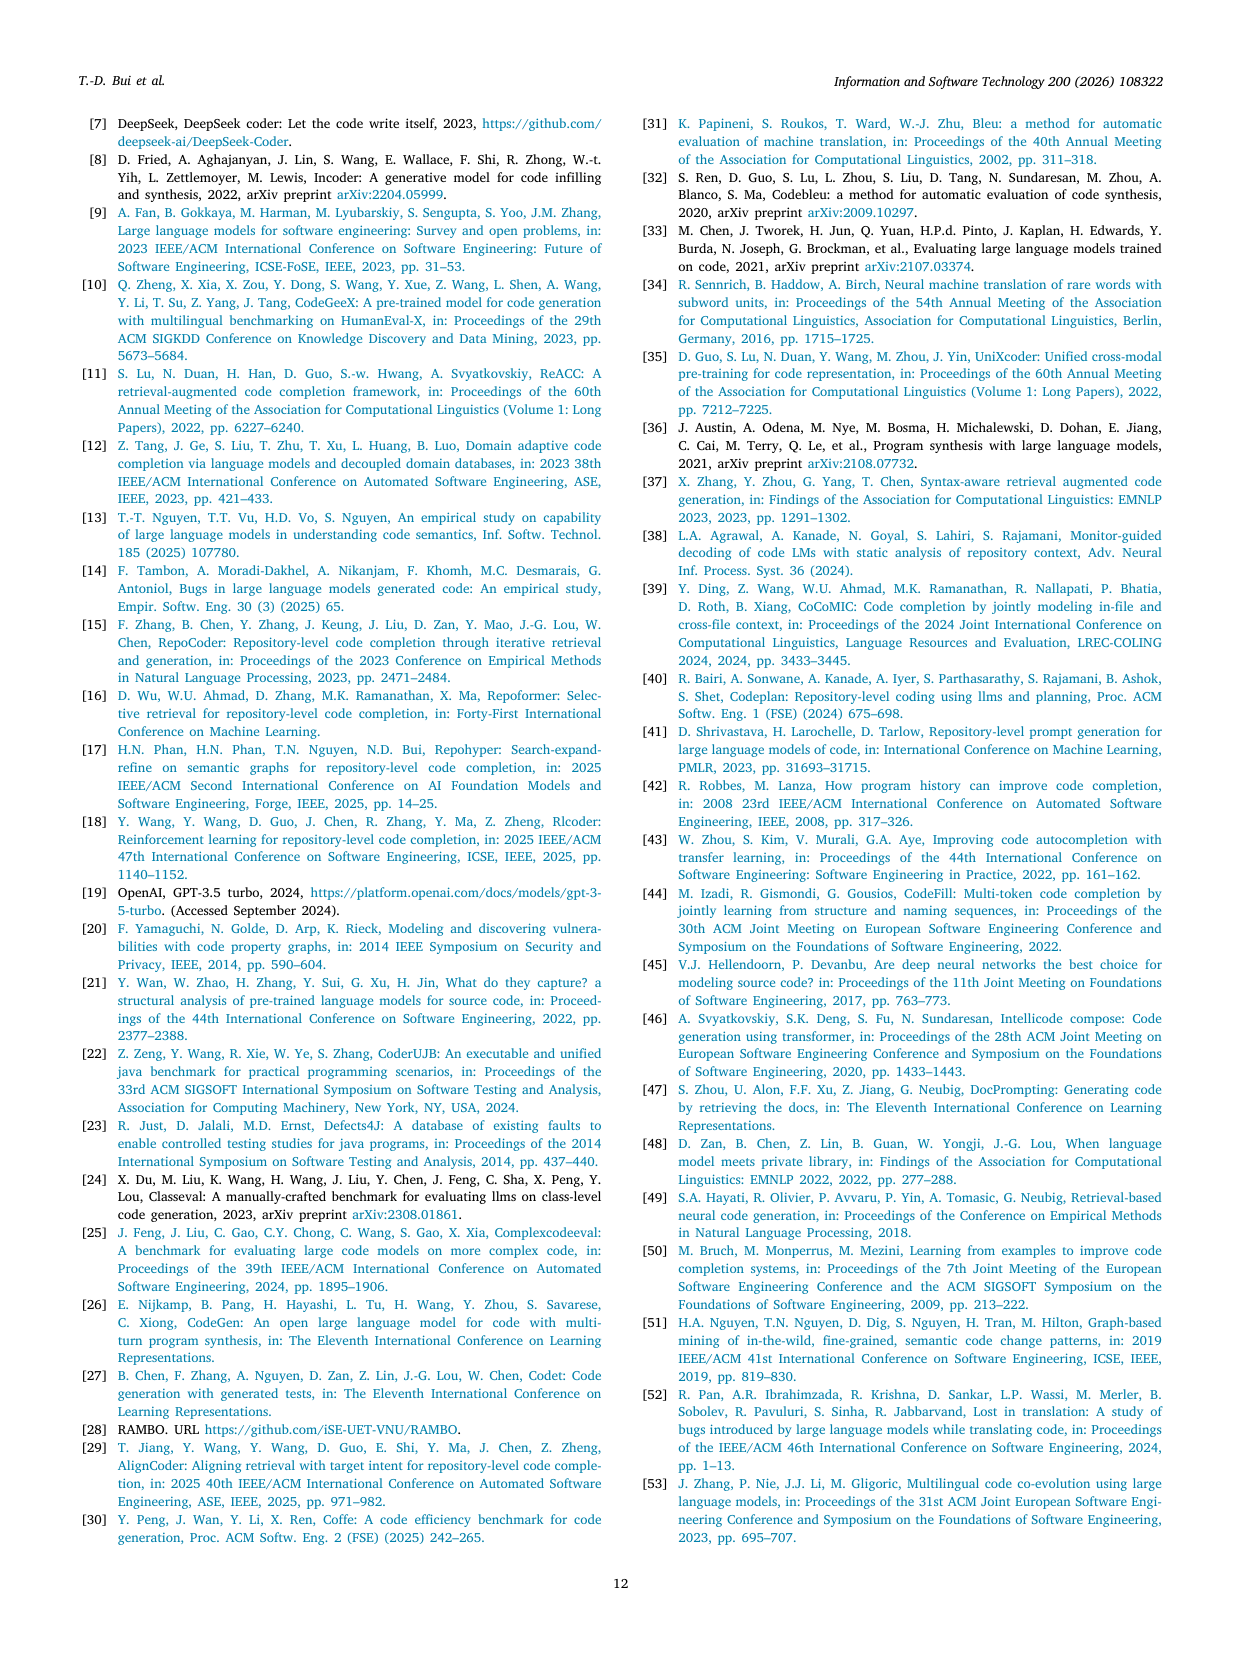 T.-D. Bui et al.
Information and Software Technology 200 (2026) 108322
[7] DeepSeek, DeepSeek coder: Let the code write itself, 2023, https://github.com/
deepseek-ai/DeepSeek-Coder.
[8] D. Fried, A. Aghajanyan, J. Lin, S. Wang, E. Wallace, F. Shi, R. Zhong, W.-t.
Yih, L. Zettlemoyer, M. Lewis, Incoder: A generative model for code infilling
and synthesis, 2022, arXiv preprint arXiv:2204.05999.
[9] A. Fan, B. Gokkaya, M. Harman, M. Lyubarskiy, S. Sengupta, S. Yoo, J.M. Zhang,
Large language models for software engineering: Survey and open problems, in:
2023 IEEE/ACM International Conference on Software Engineering: Future of
Software Engineering, ICSE-FoSE, IEEE, 2023, pp. 31–53.
[10] Q. Zheng, X. Xia, X. Zou, Y. Dong, S. Wang, Y. Xue, Z. Wang, L. Shen, A. Wang,
Y. Li, T. Su, Z. Yang, J. Tang, CodeGeeX: A pre-trained model for code generation
with multilingual benchmarking on HumanEval-X, in: Proceedings of the 29th
ACM SIGKDD Conference on Knowledge Discovery and Data Mining, 2023, pp.
5673–5684.
[11] S. Lu, N. Duan, H. Han, D. Guo, S.-w. Hwang, A. Svyatkovskiy, ReACC: A
retrieval-augmented code completion framework, in: Proceedings of the 60th
Annual Meeting of the Association for Computational Linguistics (Volume 1: Long
Papers), 2022, pp. 6227–6240.
[12] Z. Tang, J. Ge, S. Liu, T. Zhu, T. Xu, L. Huang, B. Luo, Domain adaptive code
completion via language models and decoupled domain databases, in: 2023 38th
IEEE/ACM International Conference on Automated Software Engineering, ASE,
IEEE, 2023, pp. 421–433.
[13] T.-T. Nguyen, T.T. Vu, H.D. Vo, S. Nguyen, An empirical study on capability
of large language models in understanding code semantics, Inf. Softw. Technol.
185 (2025) 107780.
[14] F. Tambon, A. Moradi-Dakhel, A. Nikanjam, F. Khomh, M.C. Desmarais, G.
Antoniol, Bugs in large language models generated code: An empirical study,
Empir. Softw. Eng. 30 (3) (2025) 65.
[15] F. Zhang, B. Chen, Y. Zhang, J. Keung, J. Liu, D. Zan, Y. Mao, J.-G. Lou, W.
Chen, RepoCoder: Repository-level code completion through iterative retrieval
and generation, in: Proceedings of the 2023 Conference on Empirical Methods
in Natural Language Processing, 2023, pp. 2471–2484.
[16] D. Wu, W.U. Ahmad, D. Zhang, M.K. Ramanathan, X. Ma, Repoformer: Selec-
tive retrieval for repository-level code completion, in: Forty-First International
Conference on Machine Learning.
[17] H.N. Phan, H.N. Phan, T.N. Nguyen, N.D. Bui, Repohyper: Search-expand-
refine on semantic graphs for repository-level code completion, in: 2025
IEEE/ACM Second International Conference on AI Foundation Models and
Software Engineering, Forge, IEEE, 2025, pp. 14–25.
[18] Y. Wang, Y. Wang, D. Guo, J. Chen, R. Zhang, Y. Ma, Z. Zheng, Rlcoder:
Reinforcement learning for repository-level code completion, in: 2025 IEEE/ACM
47th International Conference on Software Engineering, ICSE, IEEE, 2025, pp.
1140–1152.
[19] OpenAI, GPT-3.5 turbo, 2024, https://platform.openai.com/docs/models/gpt-3-
5-turbo. (Accessed September 2024).
[20] F. Yamaguchi, N. Golde, D. Arp, K. Rieck, Modeling and discovering vulnera-
bilities with code property graphs, in: 2014 IEEE Symposium on Security and
Privacy, IEEE, 2014, pp. 590–604.
[21] Y. Wan, W. Zhao, H. Zhang, Y. Sui, G. Xu, H. Jin, What do they capture? a
structural analysis of pre-trained language models for source code, in: Proceed-
ings of the 44th International Conference on Software Engineering, 2022, pp.
2377–2388.
[22] Z. Zeng, Y. Wang, R. Xie, W. Ye, S. Zhang, CoderUJB: An executable and unified
java benchmark for practical programming scenarios, in: Proceedings of the
33rd ACM SIGSOFT International Symposium on Software Testing and Analysis,
Association for Computing Machinery, New York, NY, USA, 2024.
[23] R. Just, D. Jalali, M.D. Ernst, Defects4J: A database of existing faults to
enable controlled testing studies for java programs, in: Proceedings of the 2014
International Symposium on Software Testing and Analysis, 2014, pp. 437–440.
[24] X. Du, M. Liu, K. Wang, H. Wang, J. Liu, Y. Chen, J. Feng, C. Sha, X. Peng, Y.
Lou, Classeval: A manually-crafted benchmark for evaluating llms on class-level
code generation, 2023, arXiv preprint arXiv:2308.01861.
[25] J. Feng, J. Liu, C. Gao, C.Y. Chong, C. Wang, S. Gao, X. Xia, Complexcodeeval:
A benchmark for evaluating large code models on more complex code, in:
Proceedings of the 39th IEEE/ACM International Conference on Automated
Software Engineering, 2024, pp. 1895–1906.
[26] E. Nijkamp, B. Pang, H. Hayashi, L. Tu, H. Wang, Y. Zhou, S. Savarese,
C. Xiong, CodeGen: An open large language model for code with multi-
turn program synthesis, in: The Eleventh International Conference on Learning
Representations.
[27] B. Chen, F. Zhang, A. Nguyen, D. Zan, Z. Lin, J.-G. Lou, W. Chen, Codet: Code
generation with generated tests, in: The Eleventh International Conference on
Learning Representations.
[28] RAMBO. URL https://github.com/iSE-UET-VNU/RAMBO.
[29] T. Jiang, Y. Wang, Y. Wang, D. Guo, E. Shi, Y. Ma, J. Chen, Z. Zheng,
AlignCoder: Aligning retrieval with target intent for repository-level code comple-
tion, in: 2025 40th IEEE/ACM International Conference on Automated Software
Engineering, ASE, IEEE, 2025, pp. 971–982.
[30] Y. Peng, J. Wan, Y. Li, X. Ren, Coffe: A code efficiency benchmark for code
generation, Proc. ACM Softw. Eng. 2 (FSE) (2025) 242–265.
[31] K. Papineni, S. Roukos, T. Ward, W.-J. Zhu, Bleu: a method for automatic
evaluation of machine translation, in: Proceedings of the 40th Annual Meeting
of the Association for Computational Linguistics, 2002, pp. 311–318.
[32] S. Ren, D. Guo, S. Lu, L. Zhou, S. Liu, D. Tang, N. Sundaresan, M. Zhou, A.
Blanco, S. Ma, Codebleu: a method for automatic evaluation of code synthesis,
2020, arXiv preprint arXiv:2009.10297.
[33] M. Chen, J. Tworek, H. Jun, Q. Yuan, H.P.d. Pinto, J. Kaplan, H. Edwards, Y.
Burda, N. Joseph, G. Brockman, et al., Evaluating large language models trained
on code, 2021, arXiv preprint arXiv:2107.03374.
[34] R. Sennrich, B. Haddow, A. Birch, Neural machine translation of rare words with
subword units, in: Proceedings of the 54th Annual Meeting of the Association
for Computational Linguistics, Association for Computational Linguistics, Berlin,
Germany, 2016, pp. 1715–1725.
[35] D. Guo, S. Lu, N. Duan, Y. Wang, M. Zhou, J. Yin, UniXcoder: Unified cross-modal
pre-training for code representation, in: Proceedings of the 60th Annual Meeting
of the Association for Computational Linguistics (Volume 1: Long Papers), 2022,
pp. 7212–7225.
[36] J. Austin, A. Odena, M. Nye, M. Bosma, H. Michalewski, D. Dohan, E. Jiang,
C. Cai, M. Terry, Q. Le, et al., Program synthesis with large language models,
2021, arXiv preprint arXiv:2108.07732.
[37] X. Zhang, Y. Zhou, G. Yang, T. Chen, Syntax-aware retrieval augmented code
generation, in: Findings of the Association for Computational Linguistics: EMNLP
2023, 2023, pp. 1291–1302.
[38] L.A. Agrawal, A. Kanade, N. Goyal, S. Lahiri, S. Rajamani, Monitor-guided
decoding of code LMs with static analysis of repository context, Adv. Neural
Inf. Process. Syst. 36 (2024).
[39] Y. Ding, Z. Wang, W.U. Ahmad, M.K. Ramanathan, R. Nallapati, P. Bhatia,
D. Roth, B. Xiang, CoCoMIC: Code completion by jointly modeling in-file and
cross-file context, in: Proceedings of the 2024 Joint International Conference on
Computational Linguistics, Language Resources and Evaluation, LREC-COLING
2024, 2024, pp. 3433–3445.
[40] R. Bairi, A. Sonwane, A. Kanade, A. Iyer, S. Parthasarathy, S. Rajamani, B. Ashok,
S. Shet, Codeplan: Repository-level coding using llms and planning, Proc. ACM
Softw. Eng. 1 (FSE) (2024) 675–698.
[41] D. Shrivastava, H. Larochelle, D. Tarlow, Repository-level prompt generation for
large language models of code, in: International Conference on Machine Learning,
PMLR, 2023, pp. 31693–31715.
[42] R. Robbes, M. Lanza, How program history can improve code completion,
in: 2008 23rd IEEE/ACM International Conference on Automated Software
Engineering, IEEE, 2008, pp. 317–326.
[43] W. Zhou, S. Kim, V. Murali, G.A. Aye, Improving code autocompletion with
transfer learning, in: Proceedings of the 44th International Conference on
Software Engineering: Software Engineering in Practice, 2022, pp. 161–162.
[44] M. Izadi, R. Gismondi, G. Gousios, CodeFill: Multi-token code completion by
jointly learning from structure and naming sequences, in: Proceedings of the
30th ACM Joint Meeting on European Software Engineering Conference and
Symposium on the Foundations of Software Engineering, 2022.
[45] V.J. Hellendoorn, P. Devanbu, Are deep neural networks the best choice for
modeling source code? in: Proceedings of the 11th Joint Meeting on Foundations
of Software Engineering, 2017, pp. 763–773.
[46] A. Svyatkovskiy, S.K. Deng, S. Fu, N. Sundaresan, Intellicode compose: Code
generation using transformer, in: Proceedings of the 28th ACM Joint Meeting on
European Software Engineering Conference and Symposium on the Foundations
of Software Engineering, 2020, pp. 1433–1443.
[47] S. Zhou, U. Alon, F.F. Xu, Z. Jiang, G. Neubig, DocPrompting: Generating code
by retrieving the docs, in: The Eleventh International Conference on Learning
Representations.
[48] D. Zan, B. Chen, Z. Lin, B. Guan, W. Yongji, J.-G. Lou, When language
model meets private library, in: Findings of the Association for Computational
Linguistics: EMNLP 2022, 2022, pp. 277–288.
[49] S.A. Hayati, R. Olivier, P. Avvaru, P. Yin, A. Tomasic, G. Neubig, Retrieval-based
neural code generation, in: Proceedings of the Conference on Empirical Methods
in Natural Language Processing, 2018.
[50] M. Bruch, M. Monperrus, M. Mezini, Learning from examples to improve code
completion systems, in: Proceedings of the 7th Joint Meeting of the European
Software Engineering Conference and the ACM SIGSOFT Symposium on the
Foundations of Software Engineering, 2009, pp. 213–222.
[51] H.A. Nguyen, T.N. Nguyen, D. Dig, S. Nguyen, H. Tran, M. Hilton, Graph-based
mining of in-the-wild, fine-grained, semantic code change patterns, in: 2019
IEEE/ACM 41st International Conference on Software Engineering, ICSE, IEEE,
2019, pp. 819–830.
[52] R. Pan, A.R. Ibrahimzada, R. Krishna, D. Sankar, L.P. Wassi, M. Merler, B.
Sobolev, R. Pavuluri, S. Sinha, R. Jabbarvand, Lost in translation: A study of
bugs introduced by large language models while translating code, in: Proceedings
of the IEEE/ACM 46th International Conference on Software Engineering, 2024,
pp. 1–13.
[53] J. Zhang, P. Nie, J.J. Li, M. Gligoric, Multilingual code co-evolution using large
language models, in: Proceedings of the 31st ACM Joint European Software Engi-
neering Conference and Symposium on the Foundations of Software Engineering,
2023, pp. 695–707.
12